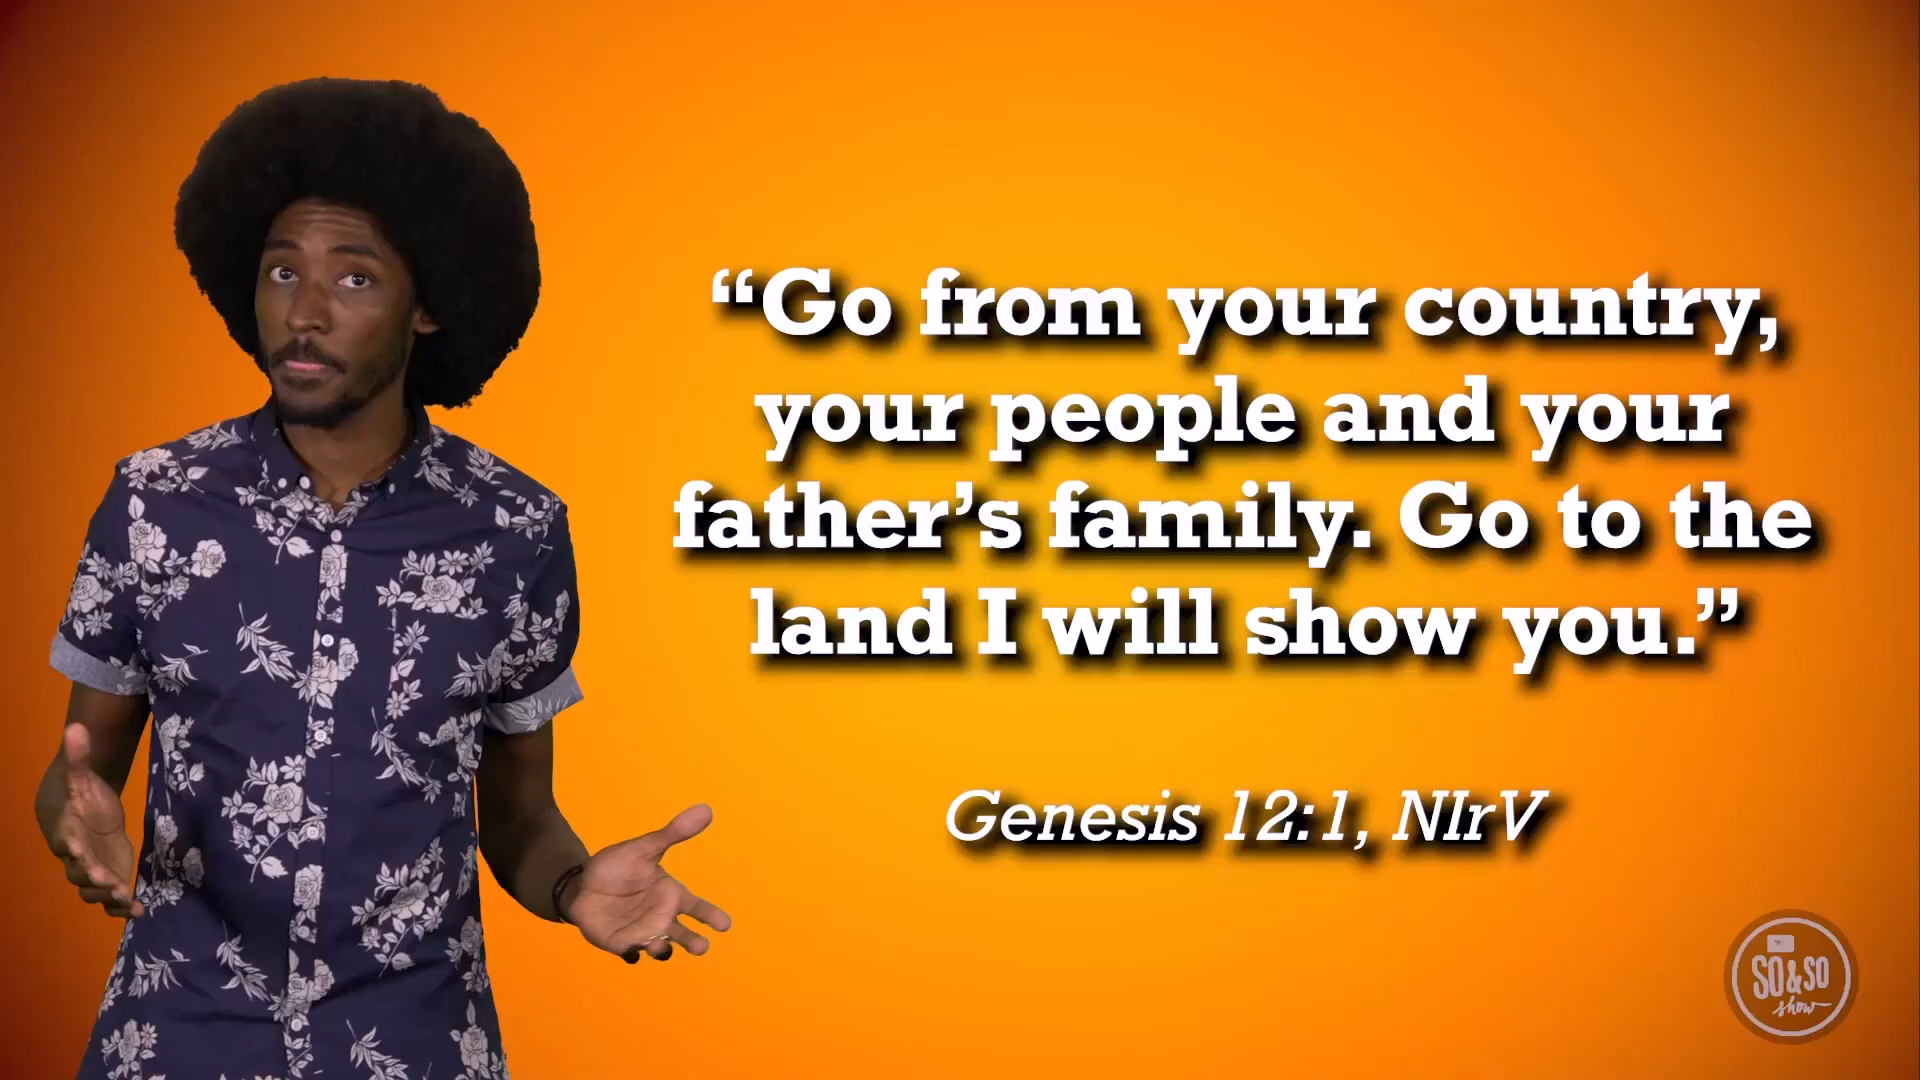 “Go from your country,
your people and your
father’s family. Go to the
land I will show you.”
Genesis 12:1, NIrV
SO & SO
show